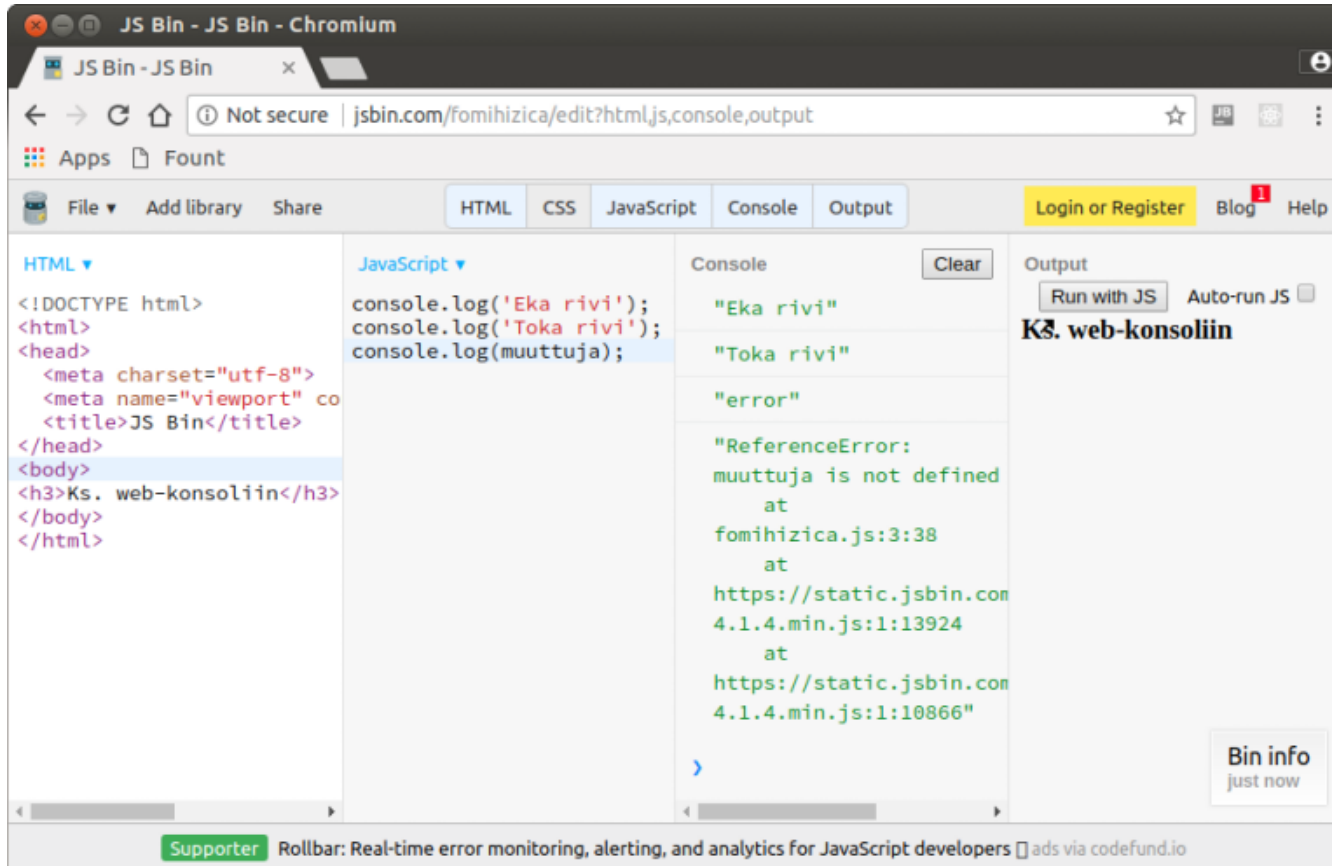 JS Bin - JS Bin - Chromium
JS Bin - JS Bin
Not secure | jsbin.com/fomihizica/edit?html,js,console,output
Apps Fount
File ▾ Add library Share HTML CSS JavaScript Console Output Login or Register Blog 1 Help
HTML ▾
<!DOCTYPE html>
<html>
<head>
  <meta charset="utf-8">
  <meta name="viewport" co
  <title>JS Bin</title>
</head>
<body>
<h3>Ks. web-konsoliin</h3>
</body>
</html>
JavaScript ▾
console.log('Eka rivi');
console.log('Toka rivi');
console.log(muuttuja);
Console Clear
"Eka rivi"
"Toka rivi"
"error"
"ReferenceError:
muuttuja is not defined
    at
fomihizica.js:3:38
    at
https://static.jsbin.com
4.1.4.min.js:1:13924
    at
https://static.jsbin.com
4.1.4.min.js:1:10866"
Output
Run with JS Auto-run JS
Ks. web-konsoliin
Bin info
just now
Supporter Rollbar: Real-time error monitoring, alerting, and analytics for JavaScript developers ads via codefund.io